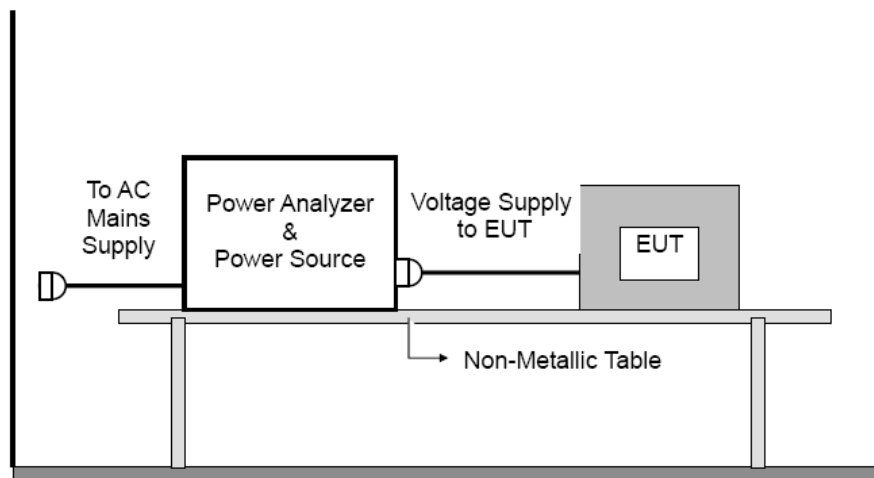 To AC
Mains
Supply
Power Analyzer
&
Power Source
Voltage Supply
to EUT
EUT
Non-Metallic Table